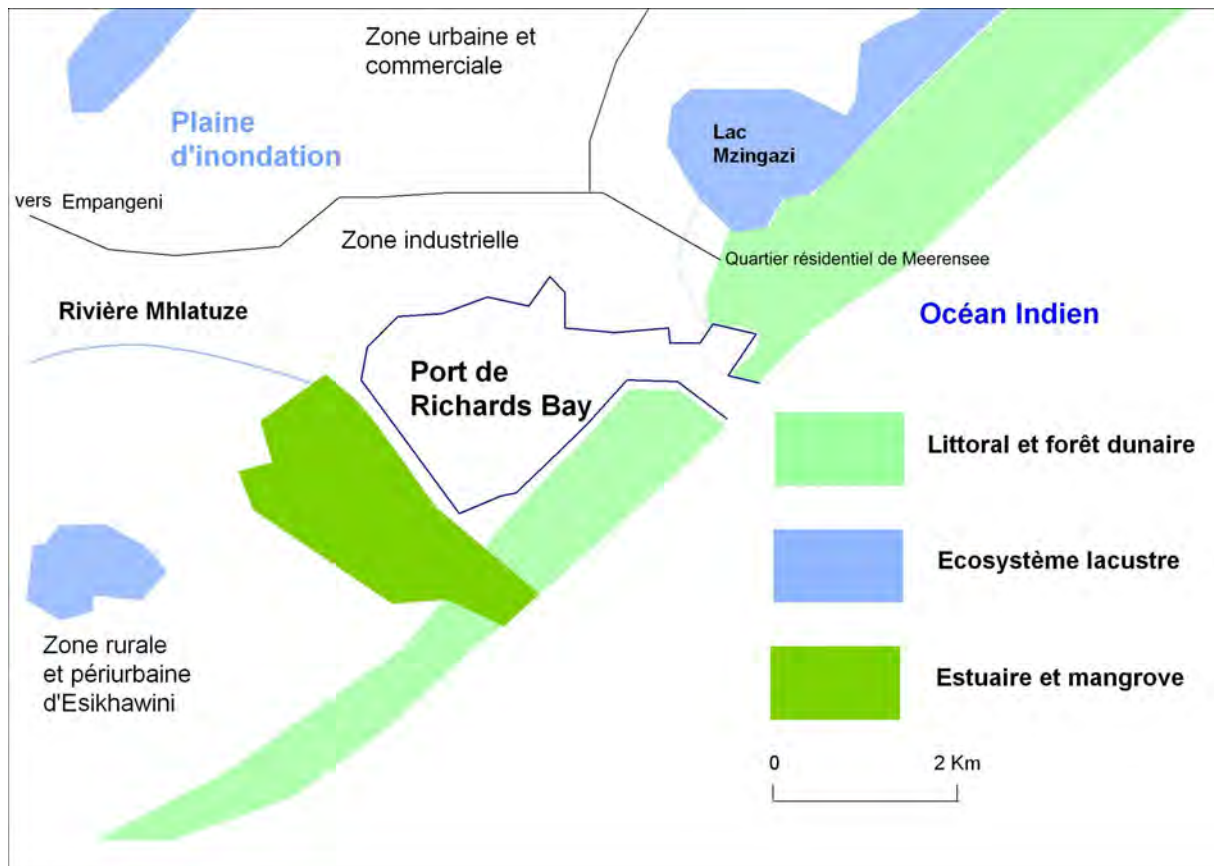 Zone urbaine et
commerciale
Plaine
d'inondation
Lac
Mzingazi
vers Empangeni
Zone industrielle
Quartier résidentiel de Meerensee
Rivière Mhlatuze
Océan Indien
Port de
Richards Bay
Littoral et forêt dunaire
Ecosystème lacustre
Zone rurale
et périurbaine
d'Esikhawini
Estuaire et mangrove
0 2 Km